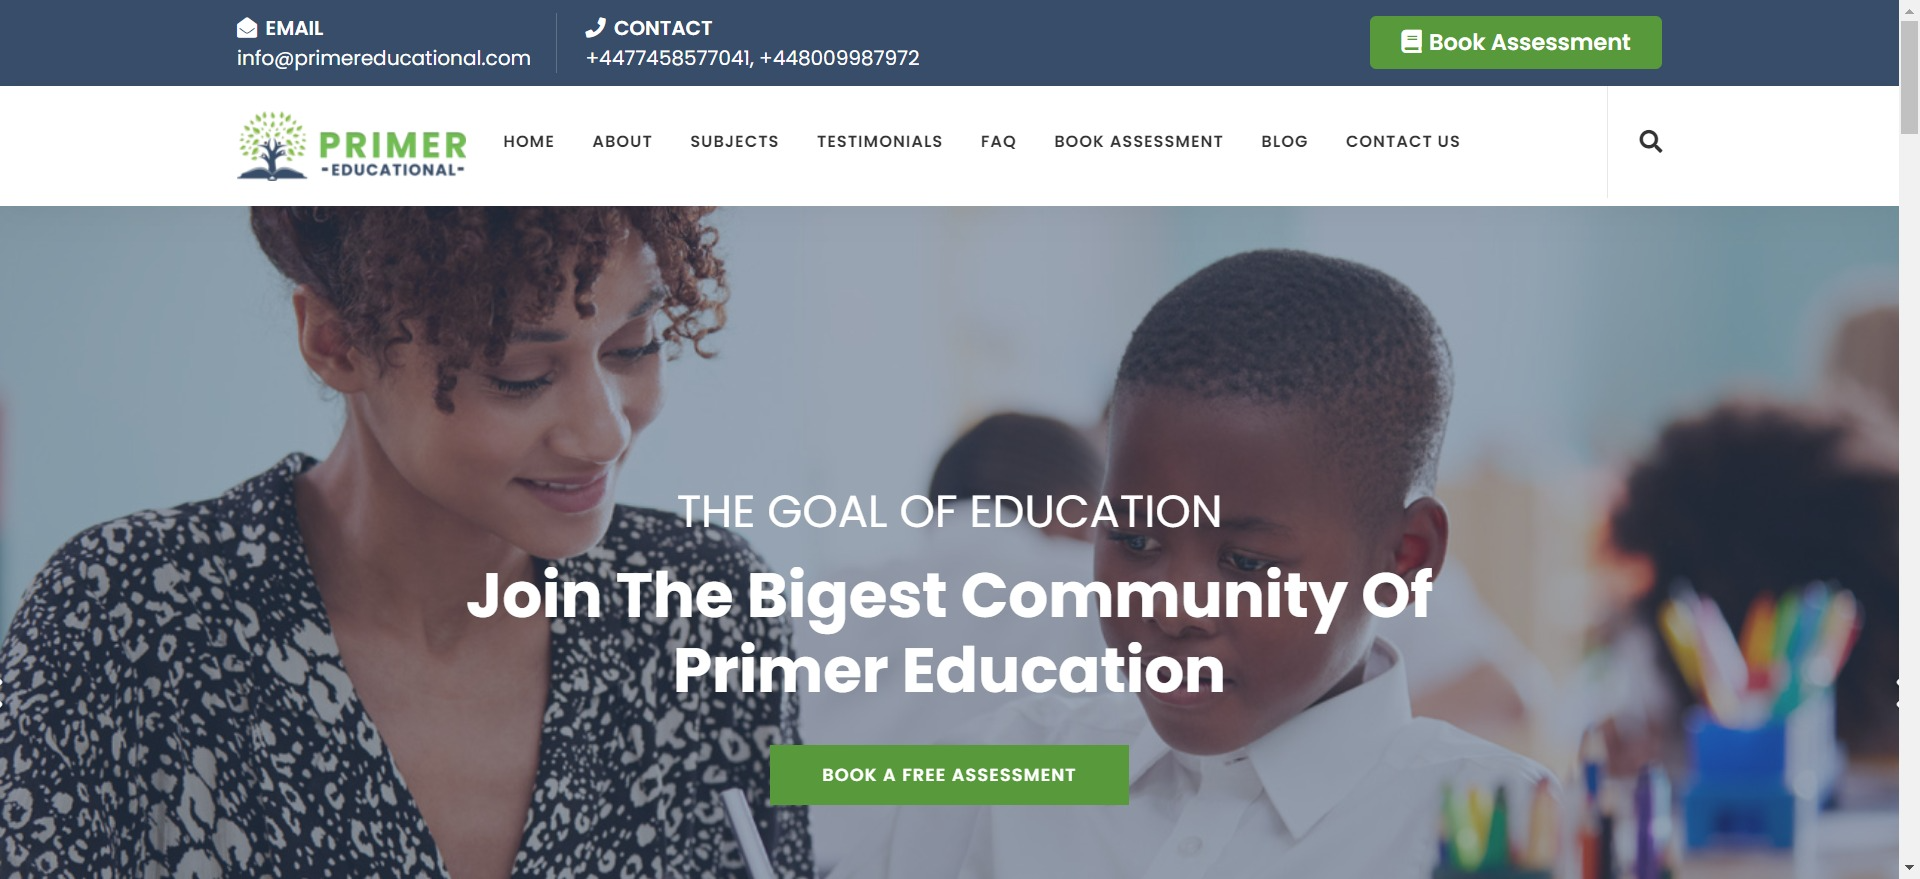 EMAIL
info@primereducational.com
CONTACT
+4477458577041, +448009987972
Book Assessment
PRIMER
-EDUCATIONAL-
HOME ABOUT SUBJECTS TESTIMONIALS FAQ BOOK ASSESSMENT BLOG CONTACT US
THE GOAL OF EDUCATION
Join The Bigest Community Of
Primer Education
BOOK A FREE ASSESSMENT